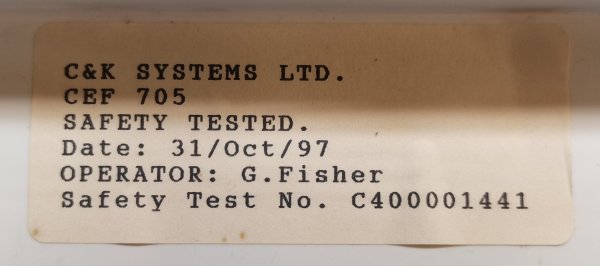 C&K SYSTEMS LTD.
CEF 705
SAFETY TESTED.
Date: 31/Oct/97
OPERATOR: G.Fisher
Safety Test No. C400001441